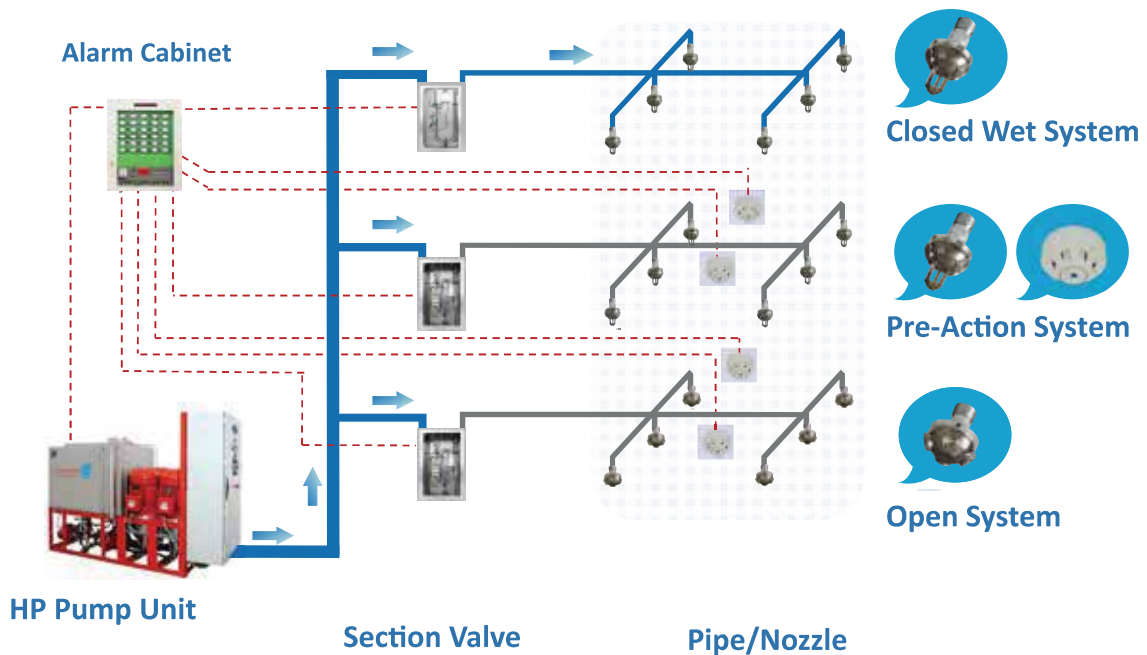 Alarm Cabinet
Closed Wet System
Pre-Action System
Open System
HP Pump Unit
Section Valve
Pipe/Nozzle